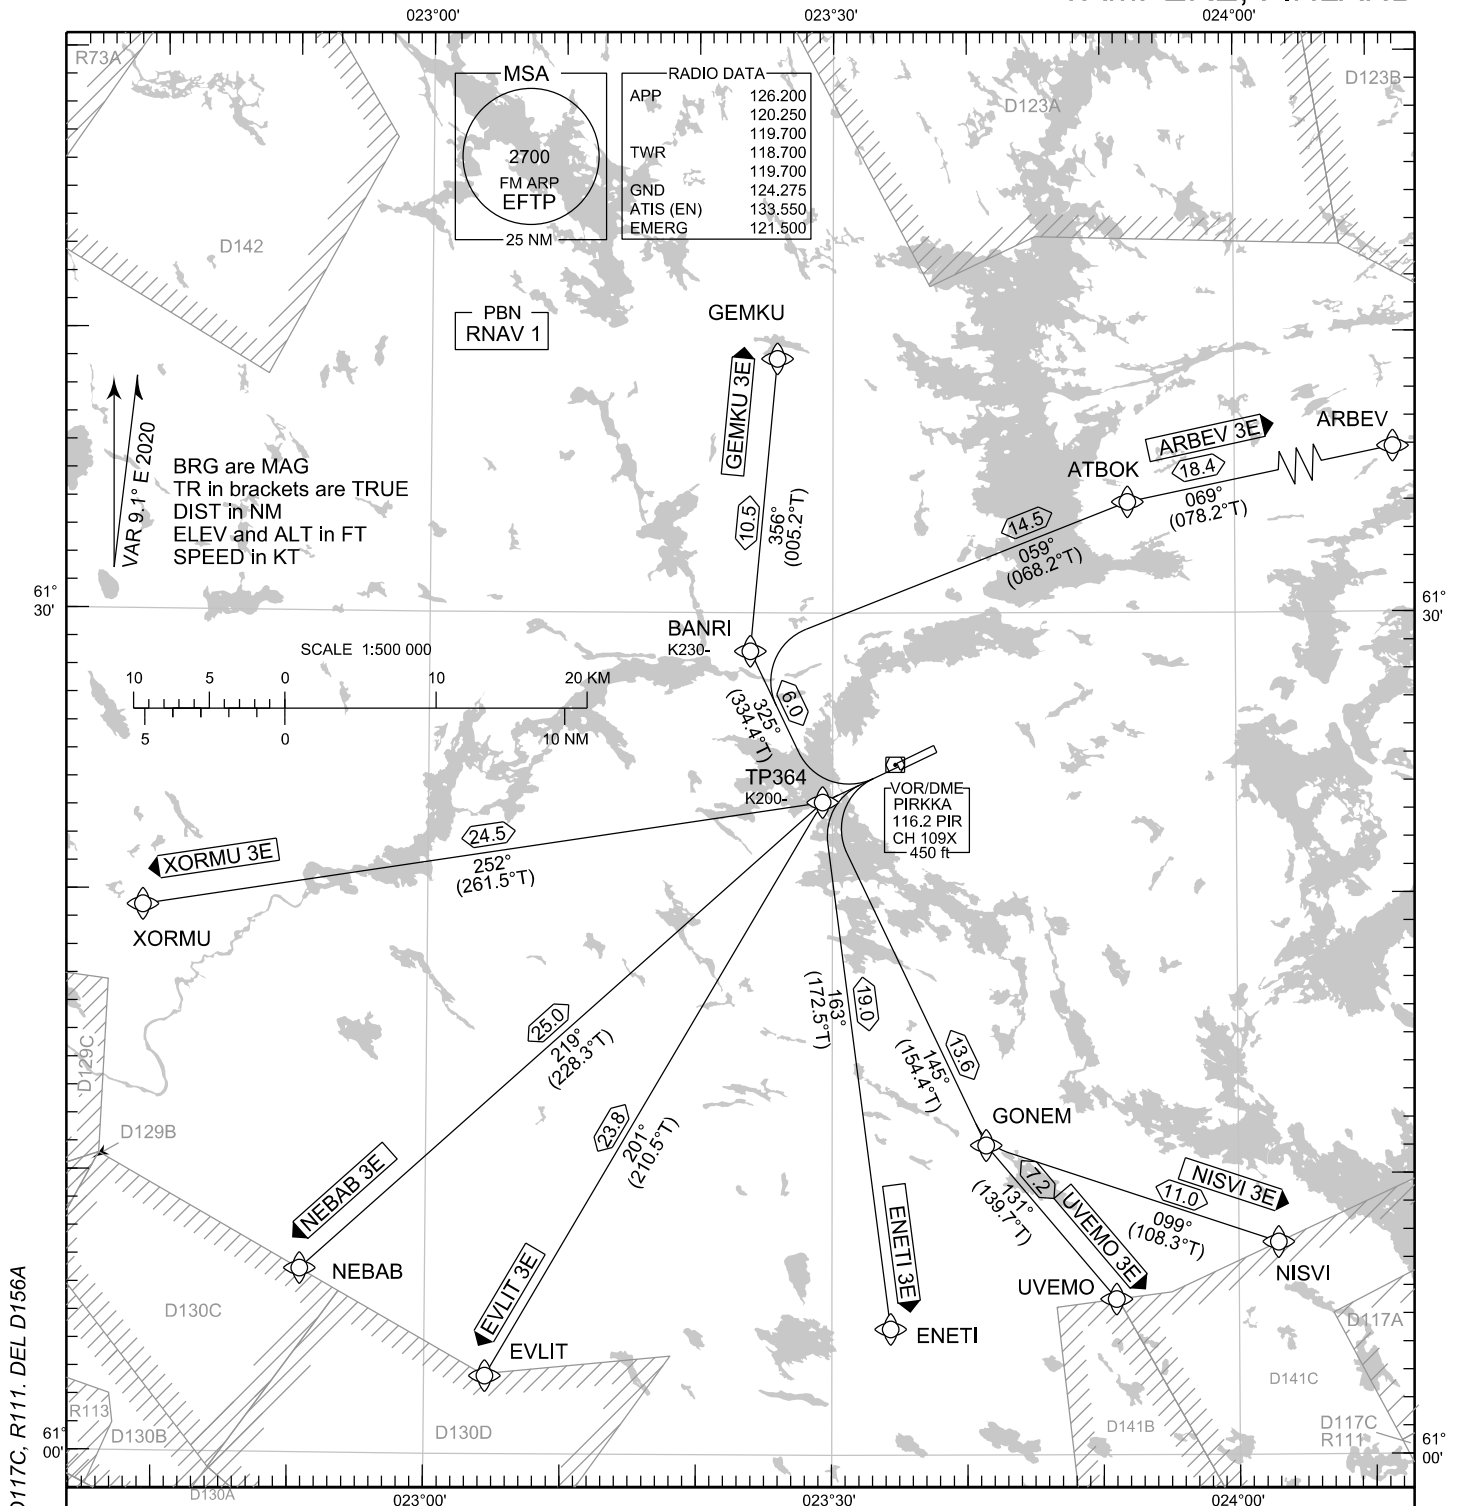 023°00'
023°30'
024°00'
R73A
D142
MSA
2700
FM ARP
EFTP
25 NM
RADIO DATA
APP 126.200
120.250
119.700
TWR 118.700
119.700
GND 124.275
ATIS (EN) 133.550
EMERG 121.500
D123A
D123B
PBN
RNAV 1
GEMKU
GEMKU 3E
10.5
356°
(005.2°T)
VAR 9.1° E 2020
BRG are MAG
TR in brackets are TRUE
DIST in NM
ELEV and ALT in FT
SPEED in KT
ARBEV
ARBEV 3E
18.4
069°
(078.2°T)
ATBOK
14.5
059°
(068.2°T)
61°
30'
61°
30'
BANRI
K230-
SCALE 1:500 000
10 5 0 10 20 KM
5 0 10 NM
6.0
325°
(334.4°T)
TP364
K200-
VOR/DME
PIRKKA
116.2 PIR
CH 109X
450 ft
XORMU 3E
24.5
252°
(261.5°T)
XORMU
25.0
219°
(228.3°T)
23.8
201°
(210.5°T)
19.0
163°
(172.5°T)
13.6
145°
(154.4°T)
D129C
D129B
GONEM
NEBAB 3E
NEBAB
EVLIT 3E
EVLIT
ENETI 3E
ENETI
7.2
131°
(139.7°T)
UVEMO 3E
UVEMO
NISVI 3E
11.0
099°
(108.3°T)
NISVI
D130C
D117A
D141C
D141B
D117C
R111
R113
D130B
D130D
D130A
61°
00'
61°
00'
023°00'
023°30'
024°00'
D117C, R111. DEL D156A